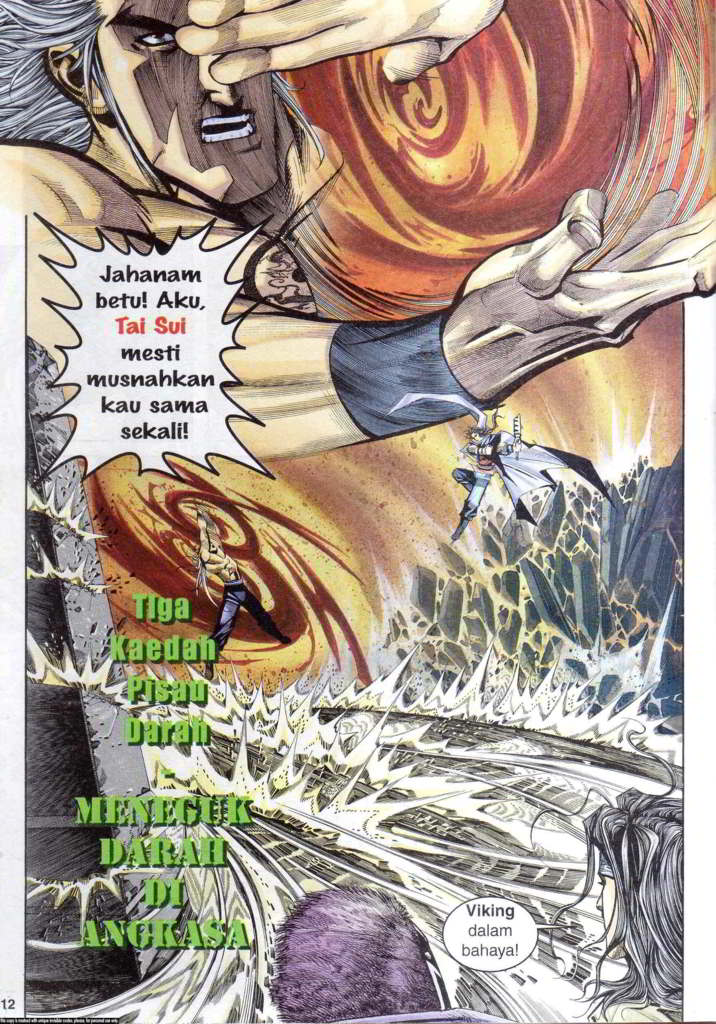 Jahanam
betu! Aku,
Tai Sui
mesti
musnahkan
kau sama
sekali!
Tiga
Kaedah
Pisau
Darah
-
MENEGUK
DARAH
DI
ANGKASA
Viking
dalam
bahaya!
12